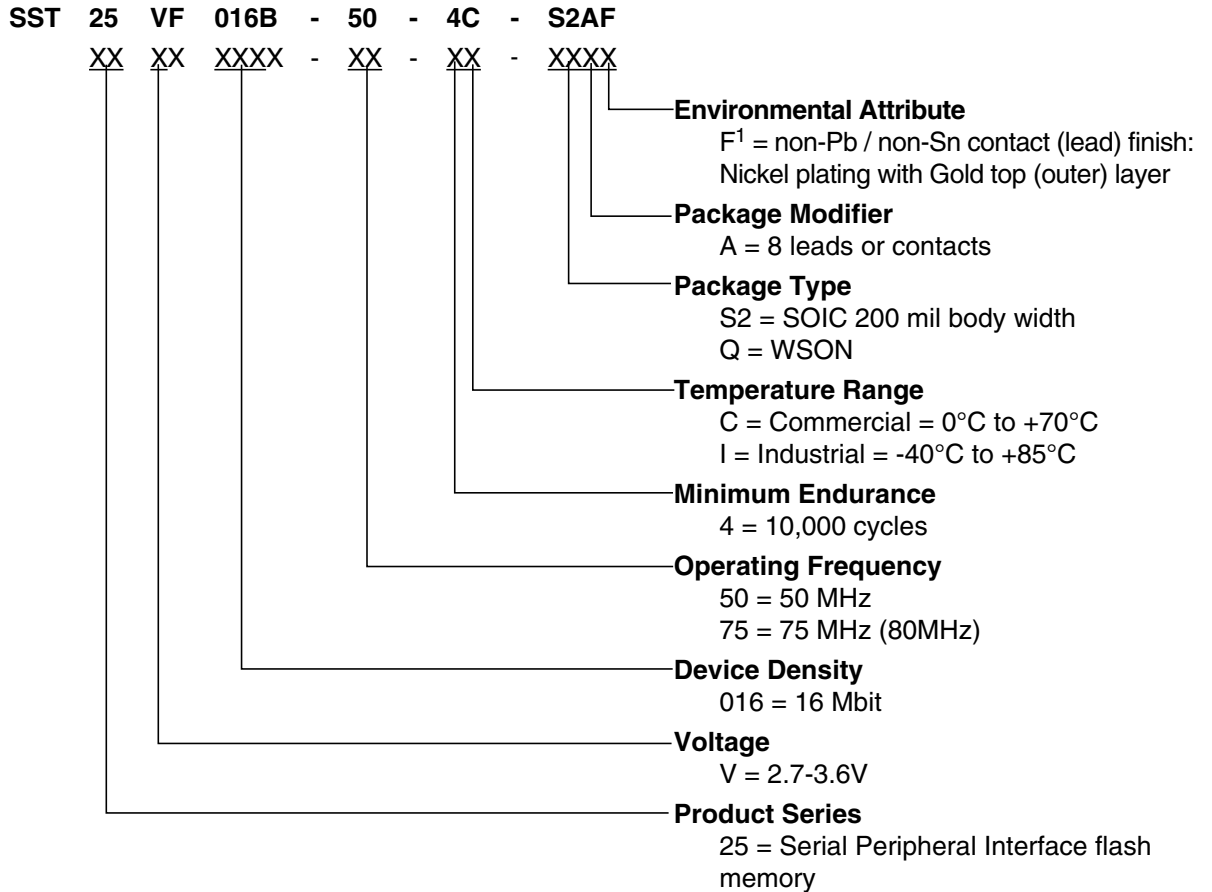 SST 25 VF 016B - 50 - 4C - S2AF
XX XX XXXX - XX - XX - XXXX
Environmental Attribute
F1 = non-Pb / non-Sn contact (lead) finish:
Nickel plating with Gold top (outer) layer
Package Modifier
A = 8 leads or contacts
Package Type
S2 = SOIC 200 mil body width
Q = WSON
Temperature Range
C = Commercial = 0°C to +70°C
I = Industrial = -40°C to +85°C
Minimum Endurance
4 = 10,000 cycles
Operating Frequency
50 = 50 MHz
75 = 75 MHz (80MHz)
Device Density
016 = 16 Mbit
Voltage
V = 2.7-3.6V
Product Series
25 = Serial Peripheral Interface flash
memory